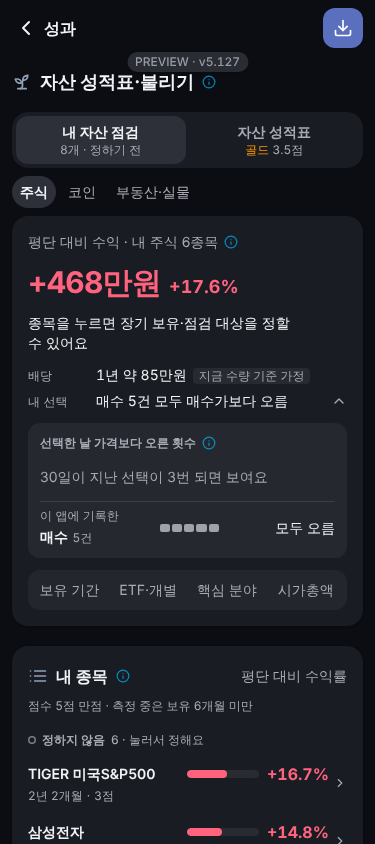 성과
PREVIEW · v5.127
자산 성적표·불리기
내 자산 점검
8개 · 정하기 전
자산 성적표
골드 3.5점
주식 코인 부동산·실물
평단 대비 수익 · 내 주식 6종목
+468만원 +17.6%
종목을 누르면 장기 보유·점검 대상을 정할
수 있어요
배당 1년 약 85만원 지금 수량 기준 가정
내 선택 매수 5건 모두 매수가보다 오름
선택한 날 가격보다 오른 횟수
30일이 지난 선택이 3번 되면 보여요
이 앱에 기록한
매수 5건 모두 오름
보유 기간 ETF·개별 핵심 분야 시가총액
내 종목 평단 대비 수익률
점수 5점 만점 · 측정 중은 보유 6개월 미만
정하지 않음 6 · 눌러서 정해요
TIGER 미국S&P500 +16.7%
2년 2개월 · 3점
삼성전자 +14.8%